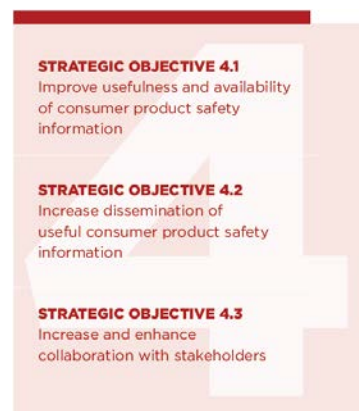 STRATEGIC OBJECTIVE 4.1
Improve usefulness and availability
of consumer product safety
information
STRATEGIC OBJECTIVE 4.2
Increase dissemination of
useful consumer product safety
information
STRATEGIC OBJECTIVE 4.3
Increase and enhance
collaboration with stakeholders
4